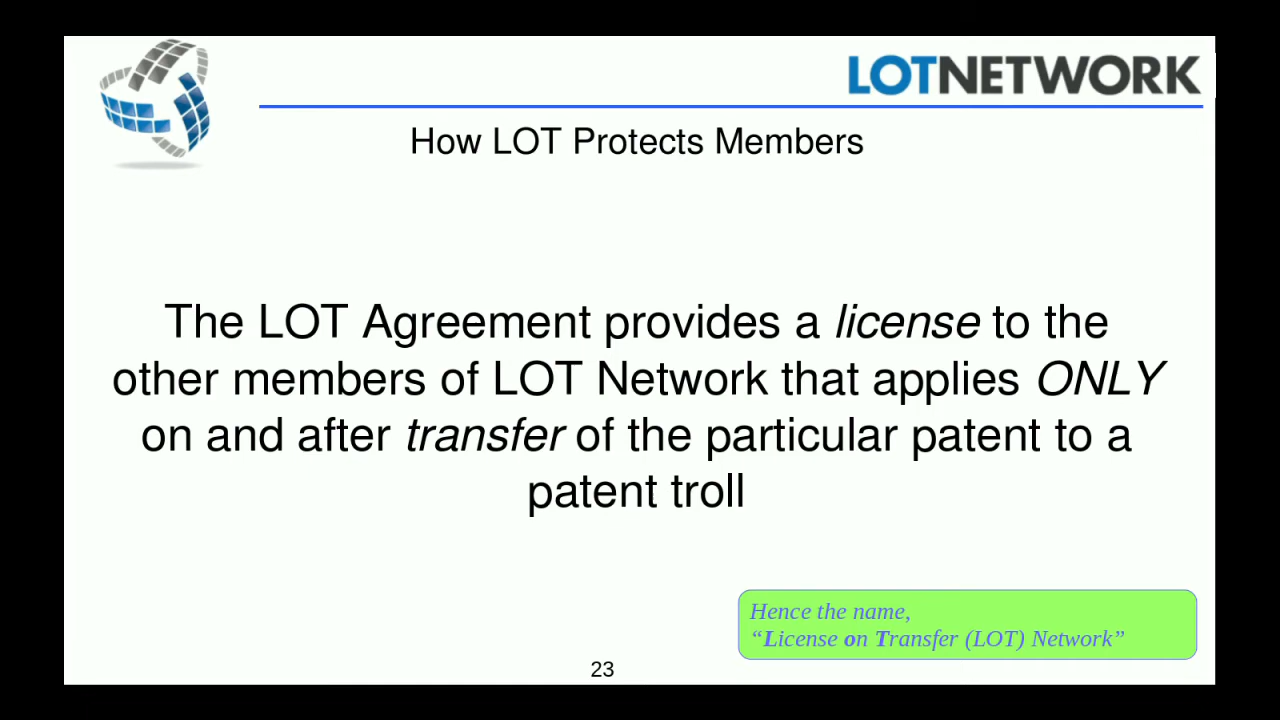 LOTNETWORK
How LOT Protects Members
The LOT Agreement provides a license to the
other members of LOT Network that applies ONLY
on and after transfer of the particular patent to a
patent troll
Hence the name,
“License on Transfer (LOT) Network”
23